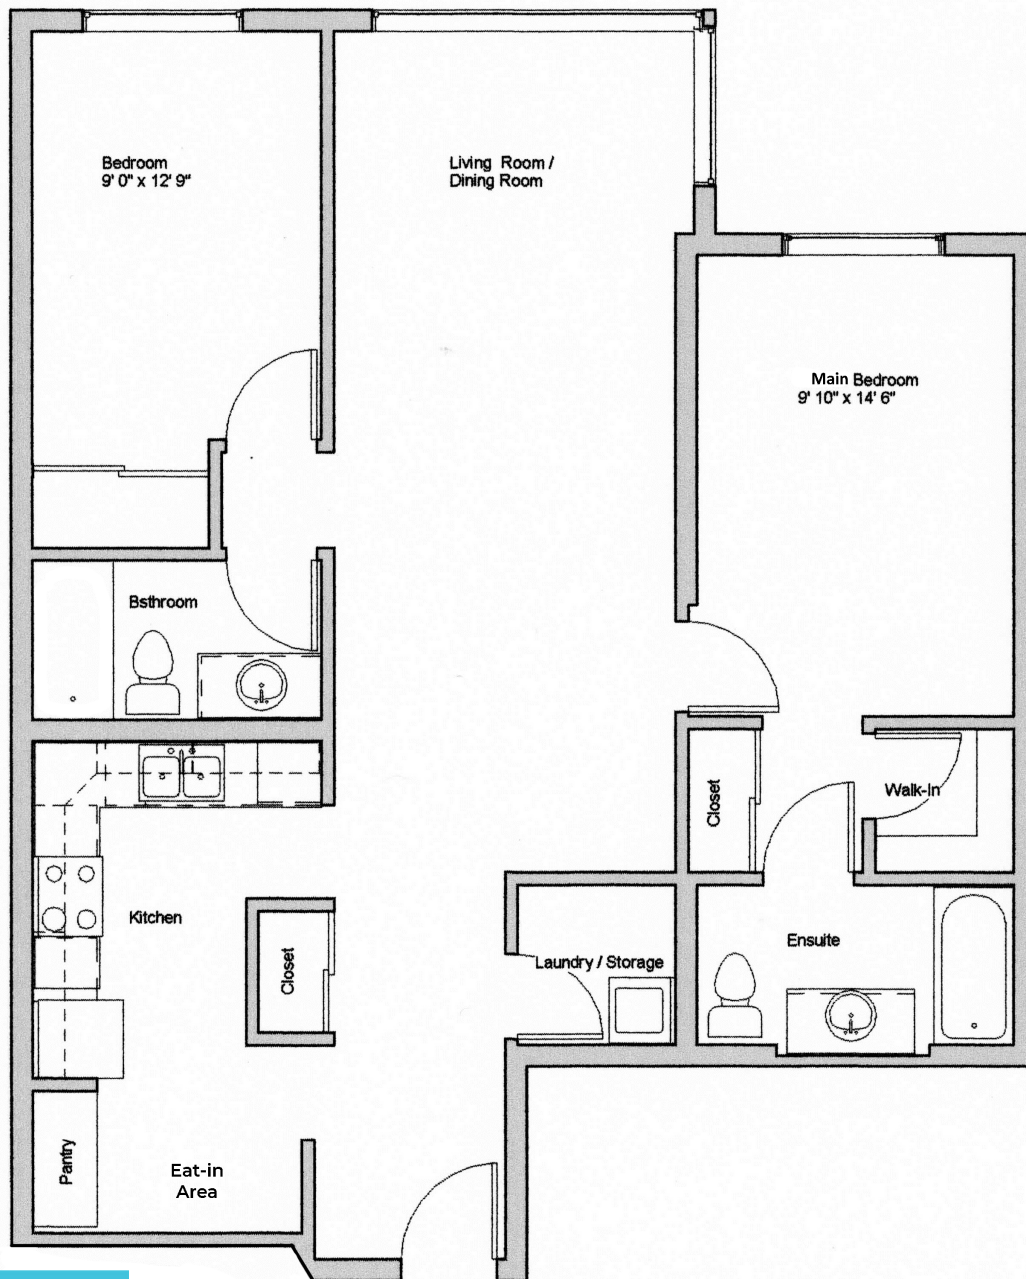 Bedroom
9' 0" x 12' 9"
Living Room /
Dining Room
Main Bedroom
9' 10" x 14' 6"
Bsthroom
Closet
Walk-In
Kitchen
Closet
Laundry / Storage
Ensuite
Pantry
Eat-in
Area